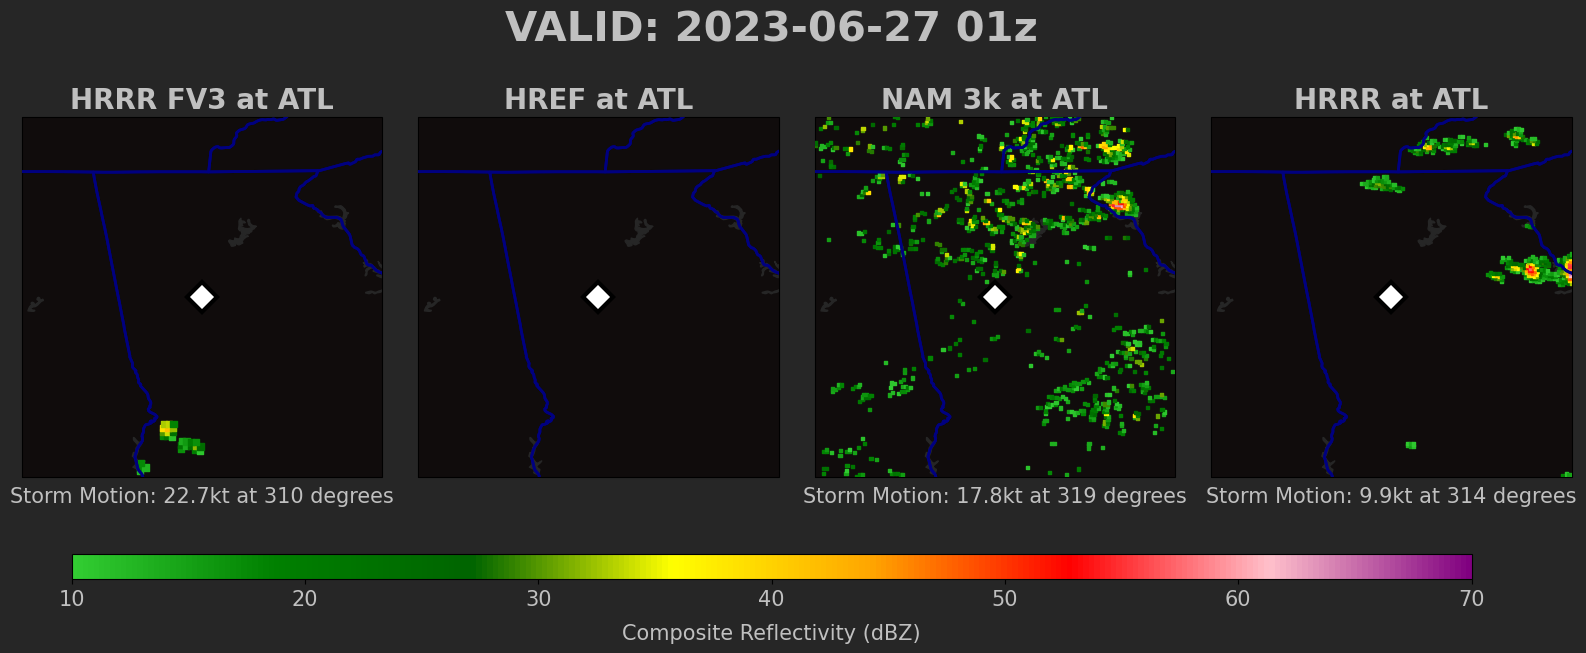 VALID: 2023-06-27 01z
HRRR FV3 at ATL
HREF at ATL
NAM 3k at ATL
HRRR at ATL
Storm Motion: 22.7kt at 310 degrees
Storm Motion: 17.8kt at 319 degrees
Storm Motion: 9.9kt at 314 degrees
10 20 30 40 50 60 70
Composite Reflectivity (dBZ)